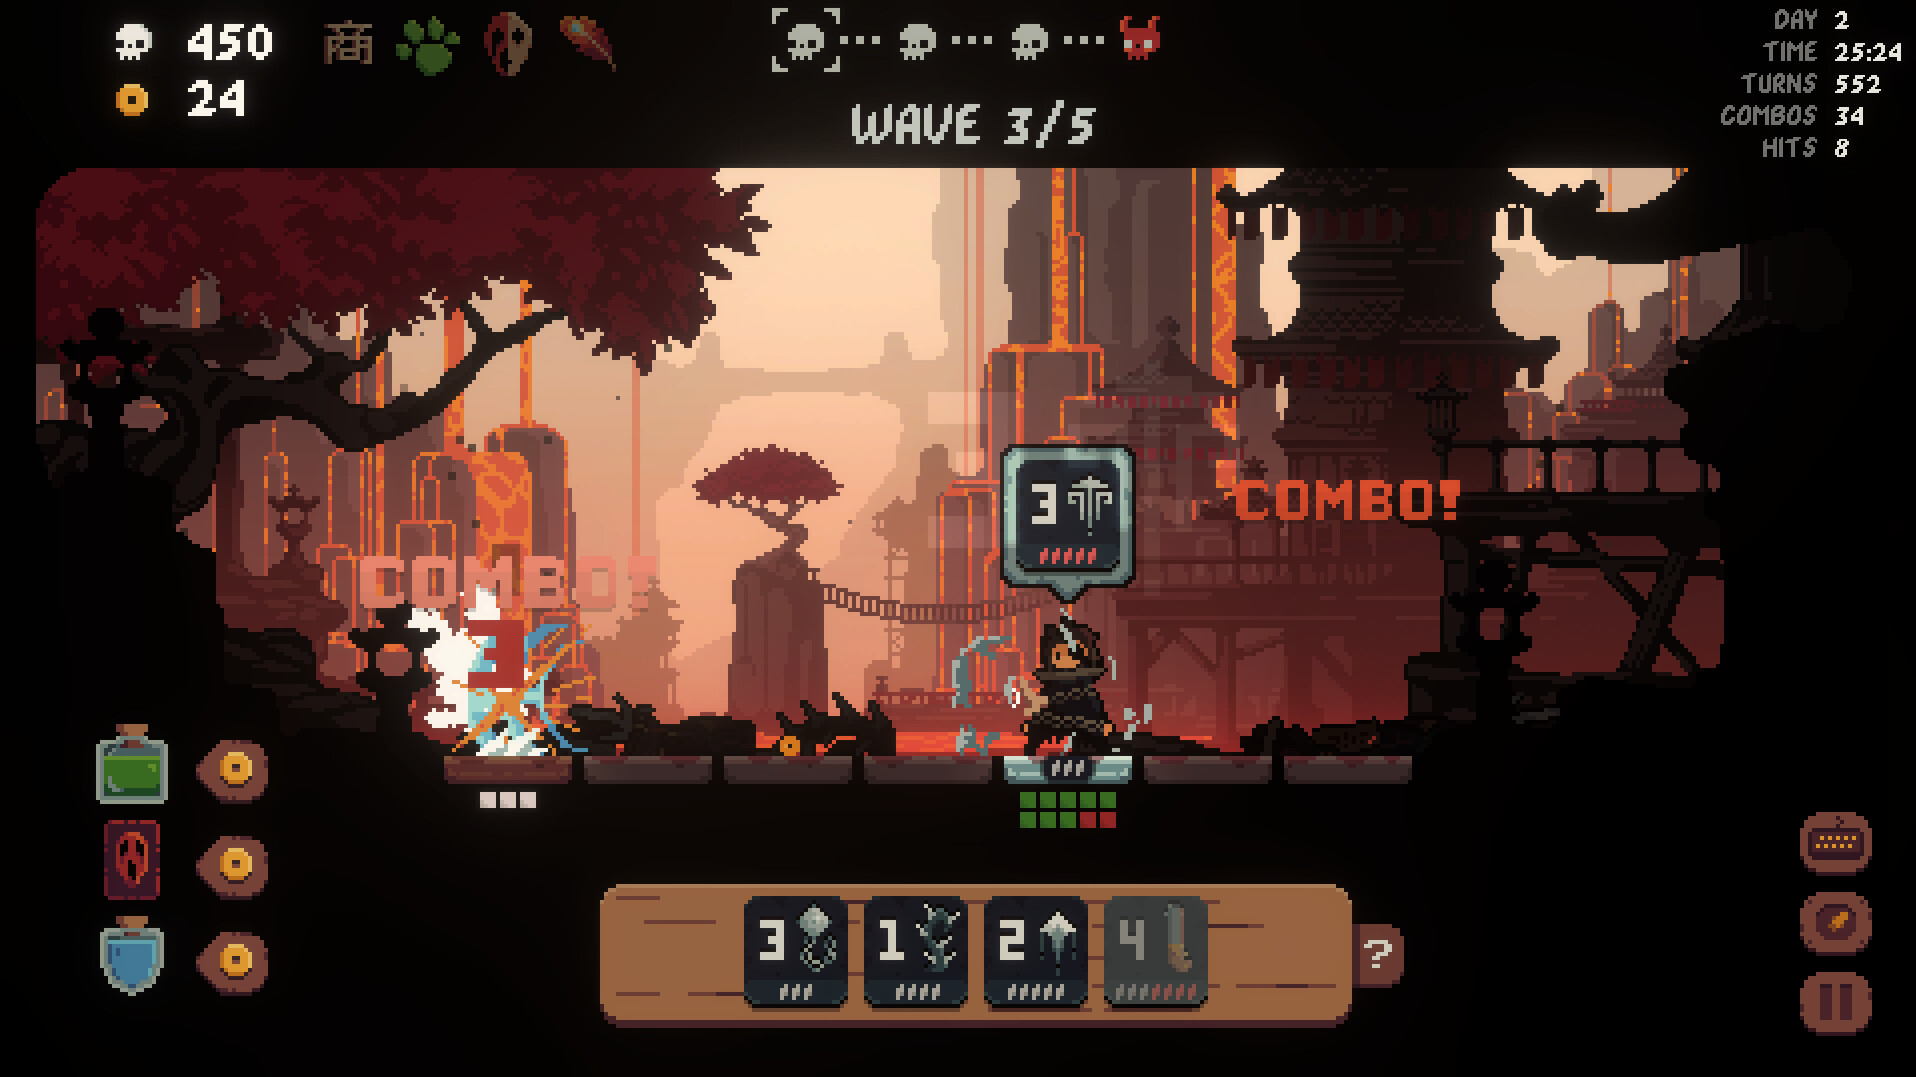 450
商
24
WAVE 3/5
DAY 2
TIME 25:24
TURNS 552
COMBOS 34
HITS 8
3
COMBO!
COMBO!
3
3
1
2
4
?